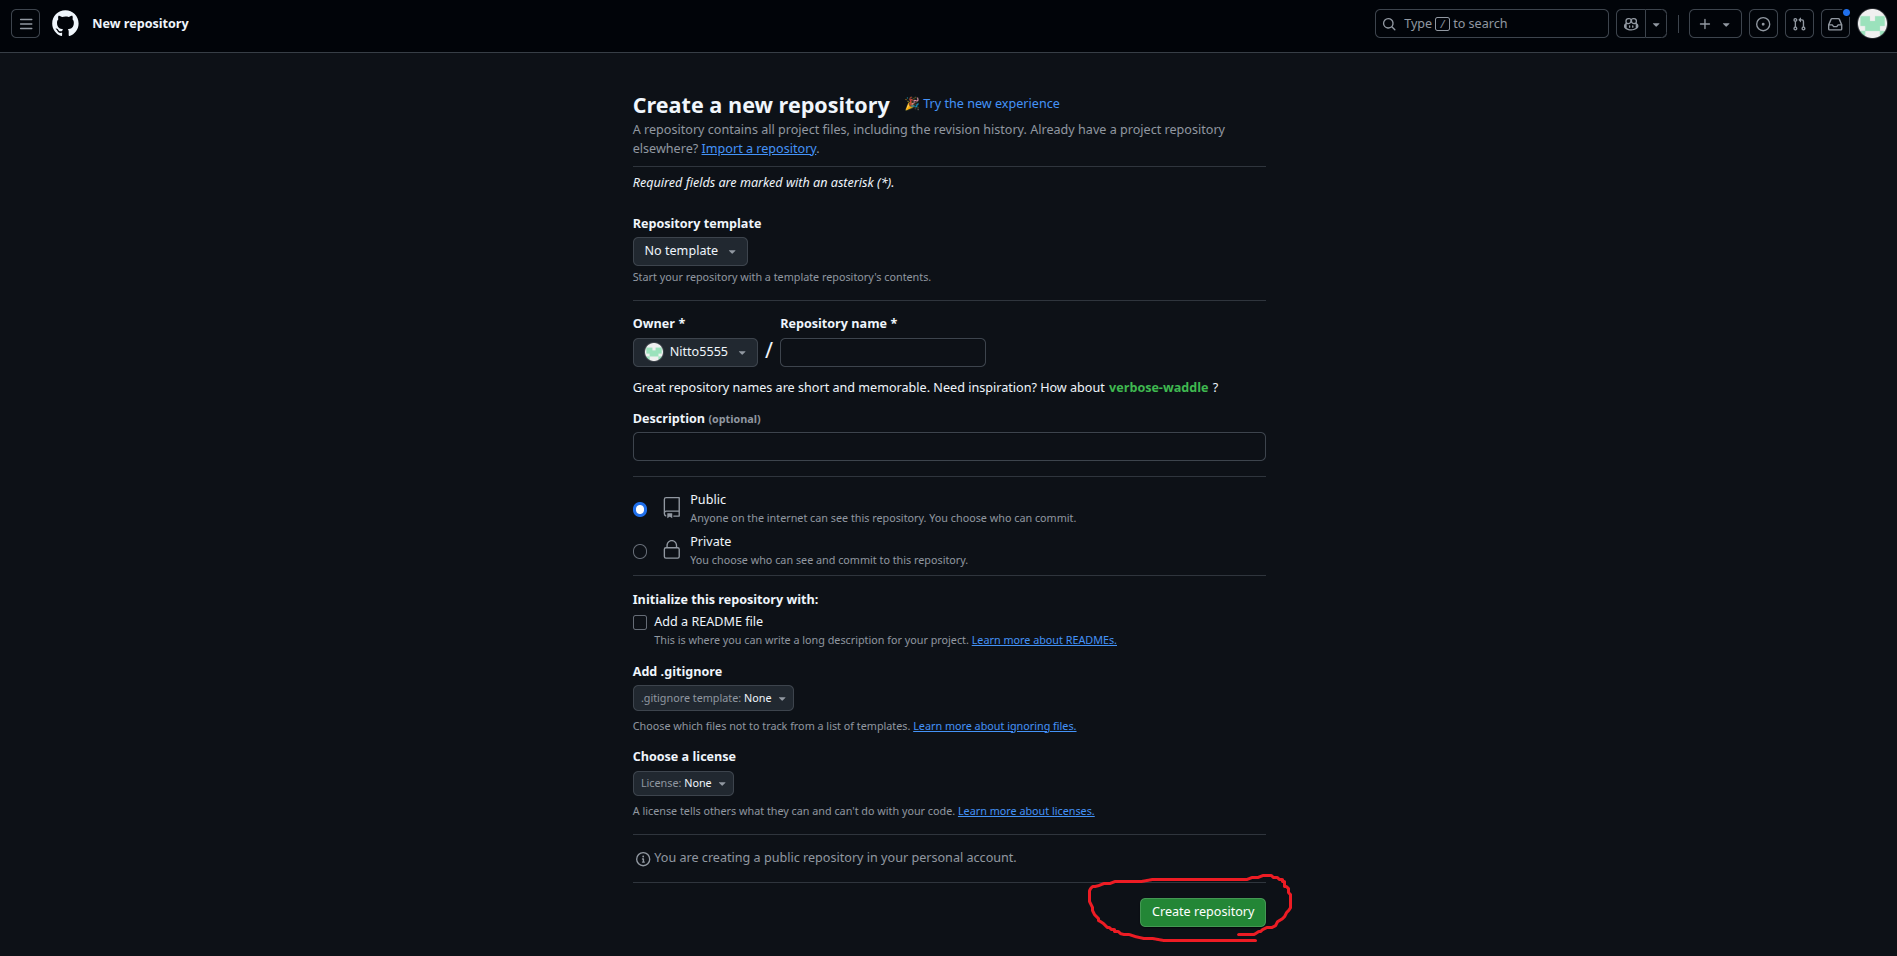 New repository
Type / to search
Create a new repository 🎉 Try the new experience
A repository contains all project files, including the revision history. Already have a project repository
elsewhere? Import a repository.
Required fields are marked with an asterisk (*).
Repository template
No template
Start your repository with a template repository's contents.
Owner * Repository name *
Nitto5555 /
Great repository names are short and memorable. Need inspiration? How about verbose-waddle ?
Description (optional)
Public
Anyone on the internet can see this repository. You choose who can commit.
Private
You choose who can see and commit to this repository.
Initialize this repository with:
Add a README file
This is where you can write a long description for your project. Learn more about READMEs.
Add .gitignore
.gitignore template: None
Choose which files not to track from a list of templates. Learn more about ignoring files.
Choose a license
License: None
A license tells others what they can and can't do with your code. Learn more about licenses.
You are creating a public repository in your personal account.
Create repository